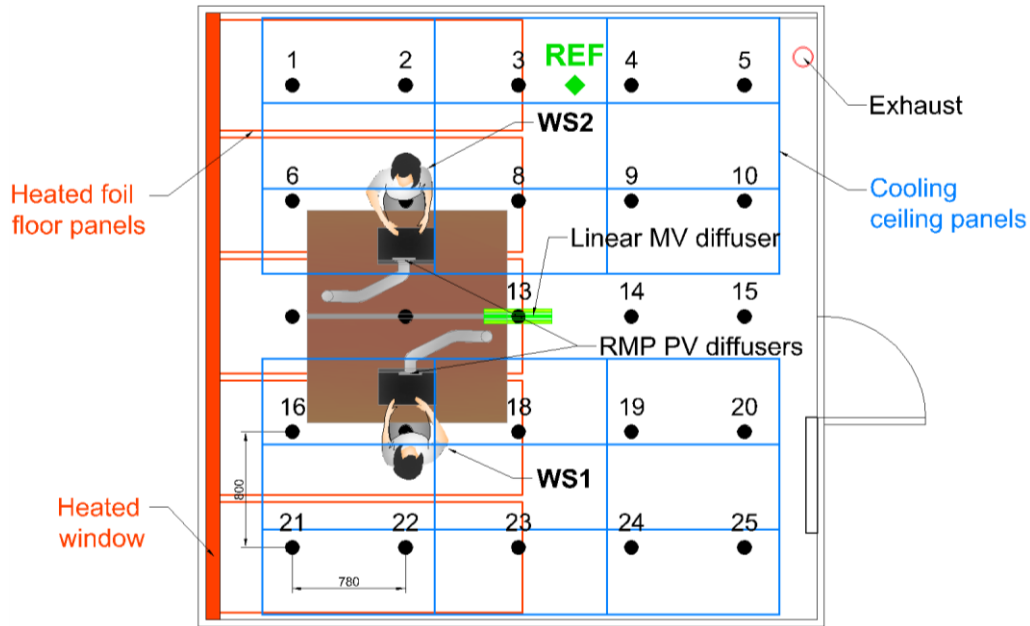 1
2
3
REF
4
5
Exhaust
WS2
Heated foil
floor panels
6
8
9
10
Cooling
ceiling panels
Linear MV diffuser
13
14
15
RMP PV diffusers
16
18
19
20
800
WS1
Heated
window
21
22
23
24
25
780